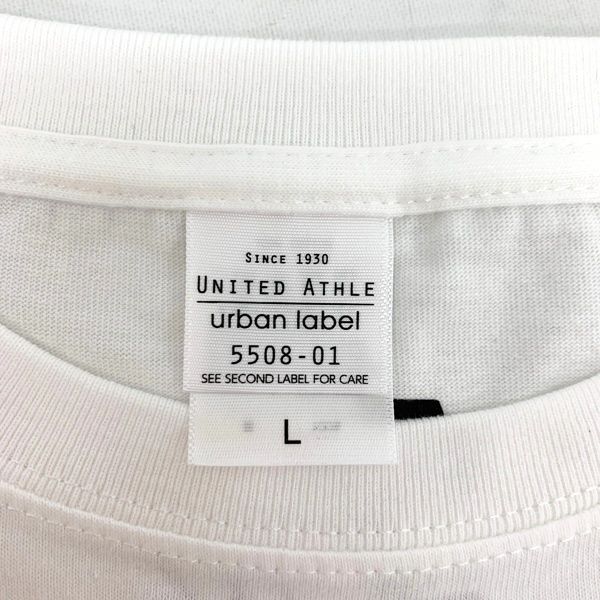 SINCE 1930
UNITED ATHLE
urban label
5508-01
SEE SECOND LABEL FOR CARE
L